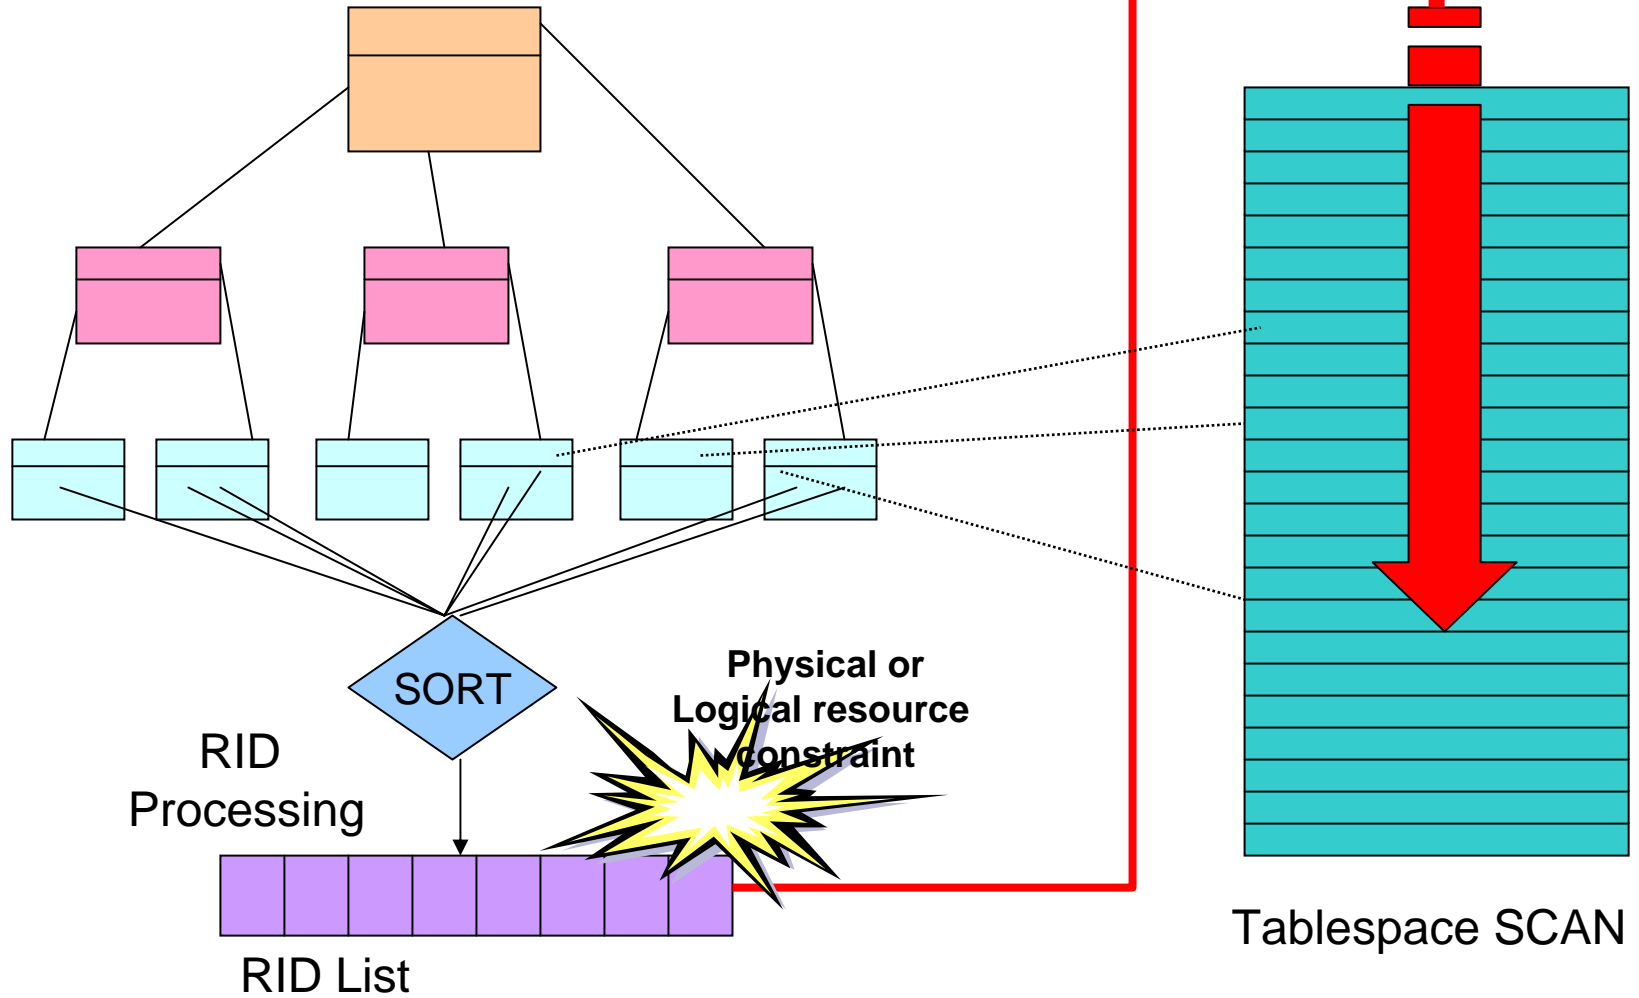 SORT
Physical or
Logical resource
constraint
RID
Processing
RID List
Tablespace SCAN